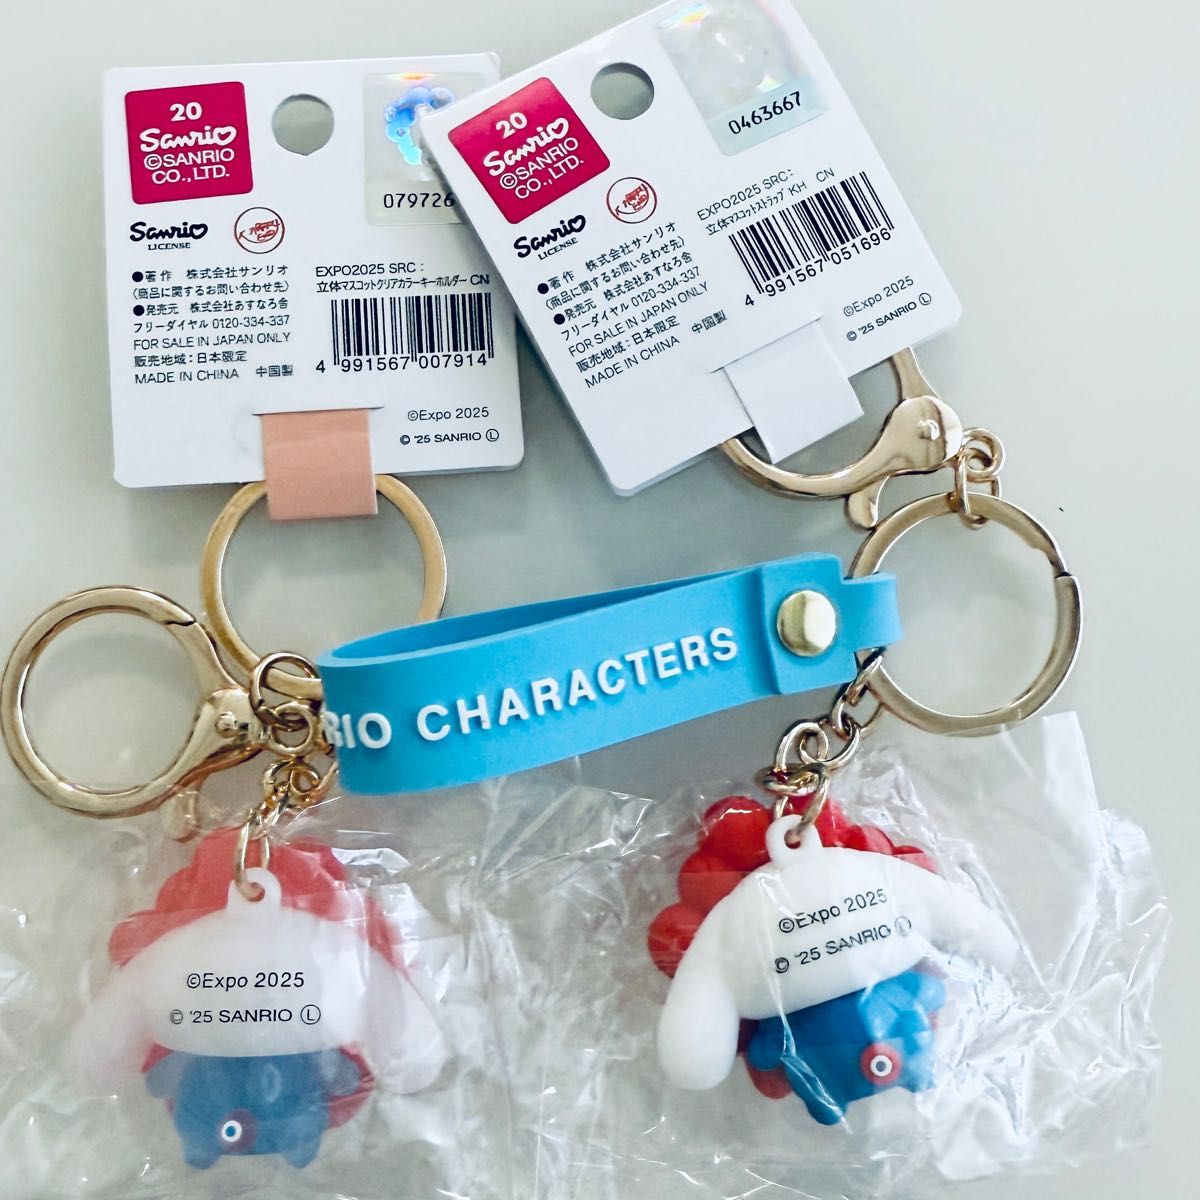 20
Sanrio
©SANRIO
CO.,LTD.
079726
Sanrio
LICENSE
●著作 株式会社サンリオ
(商品に関するお問い合わせ先)
●発売元 株式会社あすなろ舎
フリーダイヤル 0120-334-337
FOR SALE IN JAPAN ONLY
販売地域:日本限定
MADE IN CHINA 中国製
EXPO2025 SRC:
立体マスコットクリアカラーキーホルダー CN
4 991567 007914
©Expo 2025
© '25 SANRIO Ⓛ
20
Sanrio
©SANRIO
CO.,LTD.
0463667
Sanrio
LICENSE
●著作 株式会社サンリオ
(商品に関するお問い合わせ先)
●発売元 株式会社あすなろ舎
フリーダイヤル 0120-334-337
FOR SALE IN JAPAN ONLY
販売地域:日本限定
MADE IN CHINA 中国製
EXPO2025 SRC:
立体マスコットストラップ KH CN
4 991567 051696
©Expo 2025
© '25 SANRIO Ⓛ
RIO CHARACTERS
©Expo 2025
© '25 SANRIO Ⓛ
©Expo 2025
© '25 SANRIO Ⓛ